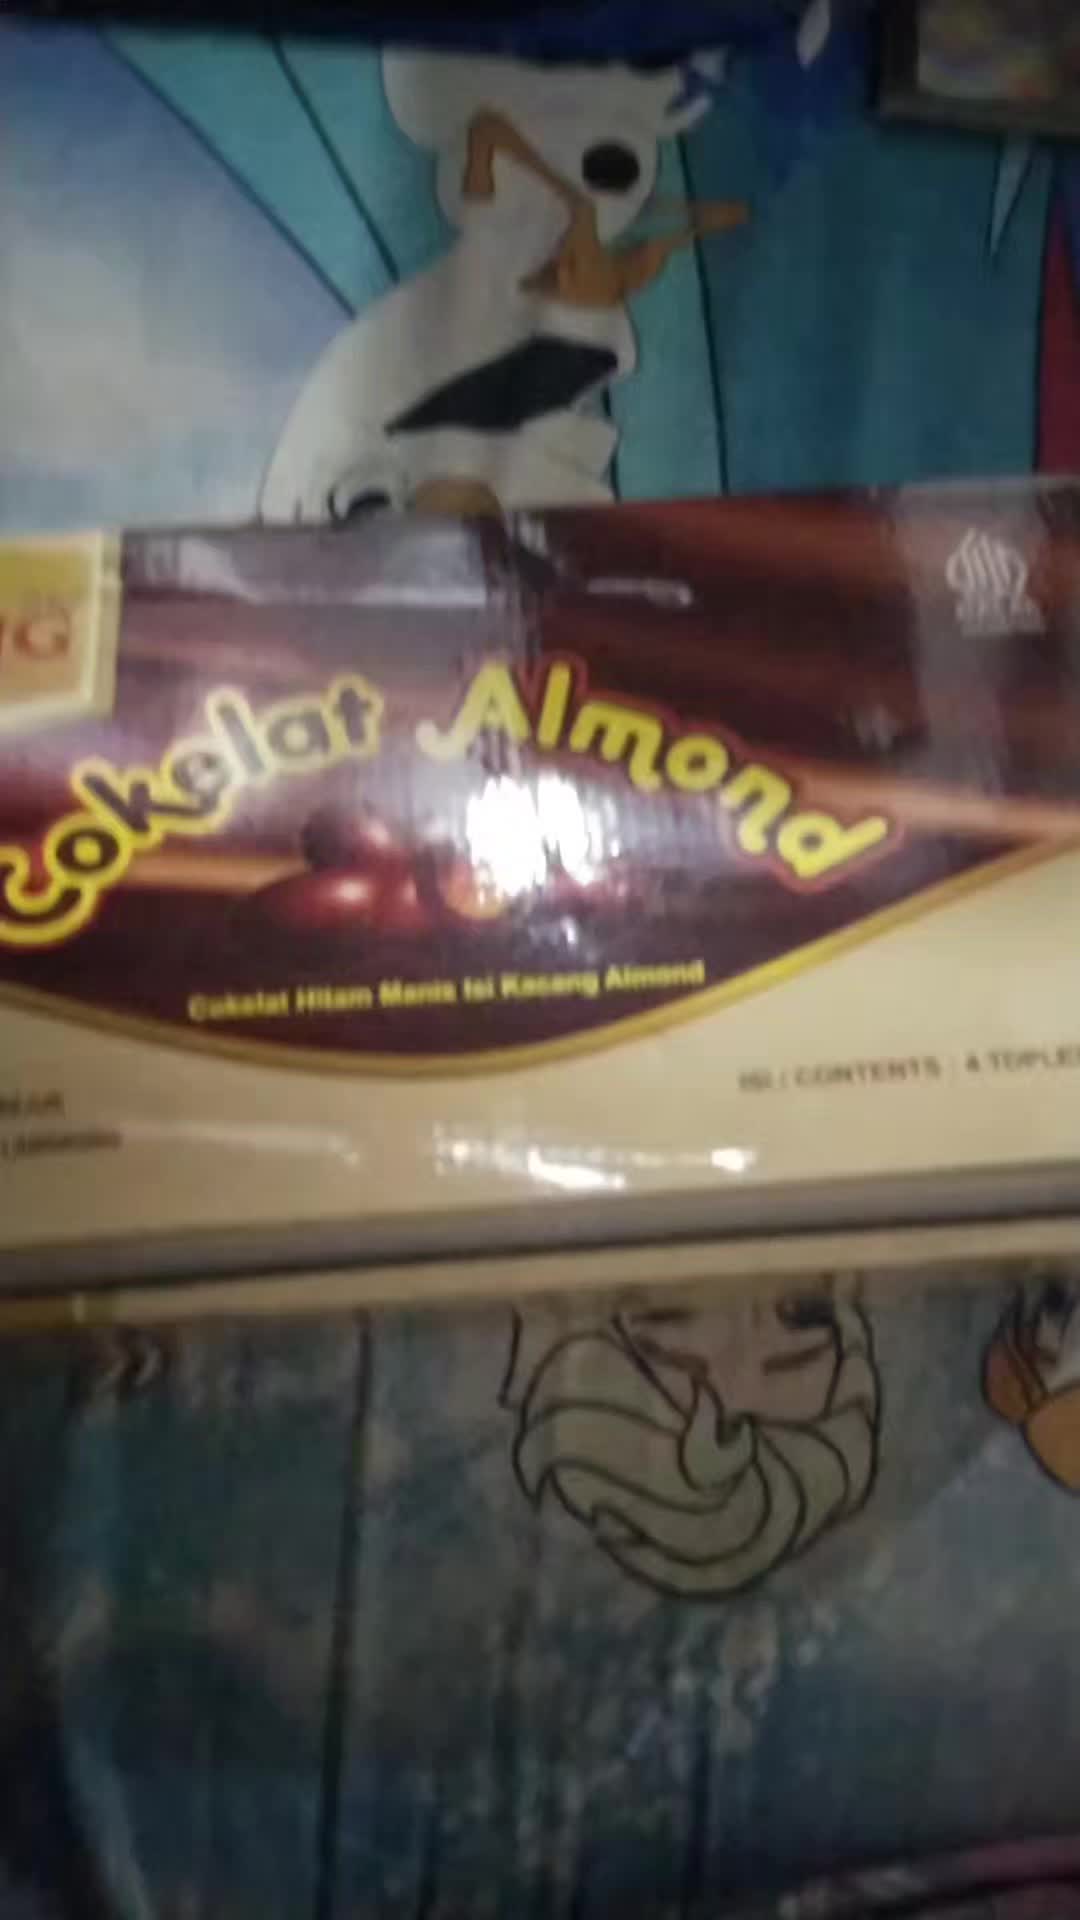 Cokelat Almond
Cokelat Hitam Manis Isi Kacang Almond
ISI / CONTENTS : 4 TOPLES